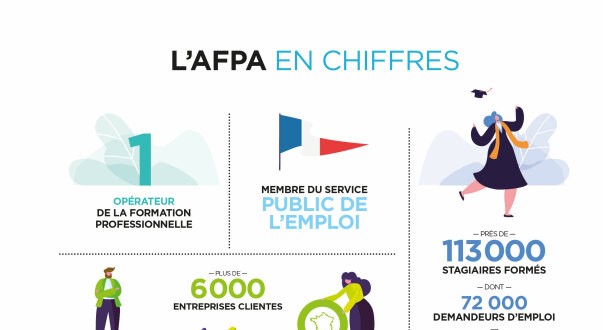 L'AFPA EN CHIFFRES
1
OPÉRATEUR
DE LA FORMATION
PROFESSIONNELLE
MEMBRE DU SERVICE
PUBLIC DE
L'EMPLOI
— PRÈS DE —
113000
STAGIAIRES FORMÉS
— DONT —
72 000
DEMANDEURS D'EMPLOI
— PLUS DE —
6000
ENTREPRISES CLIENTES